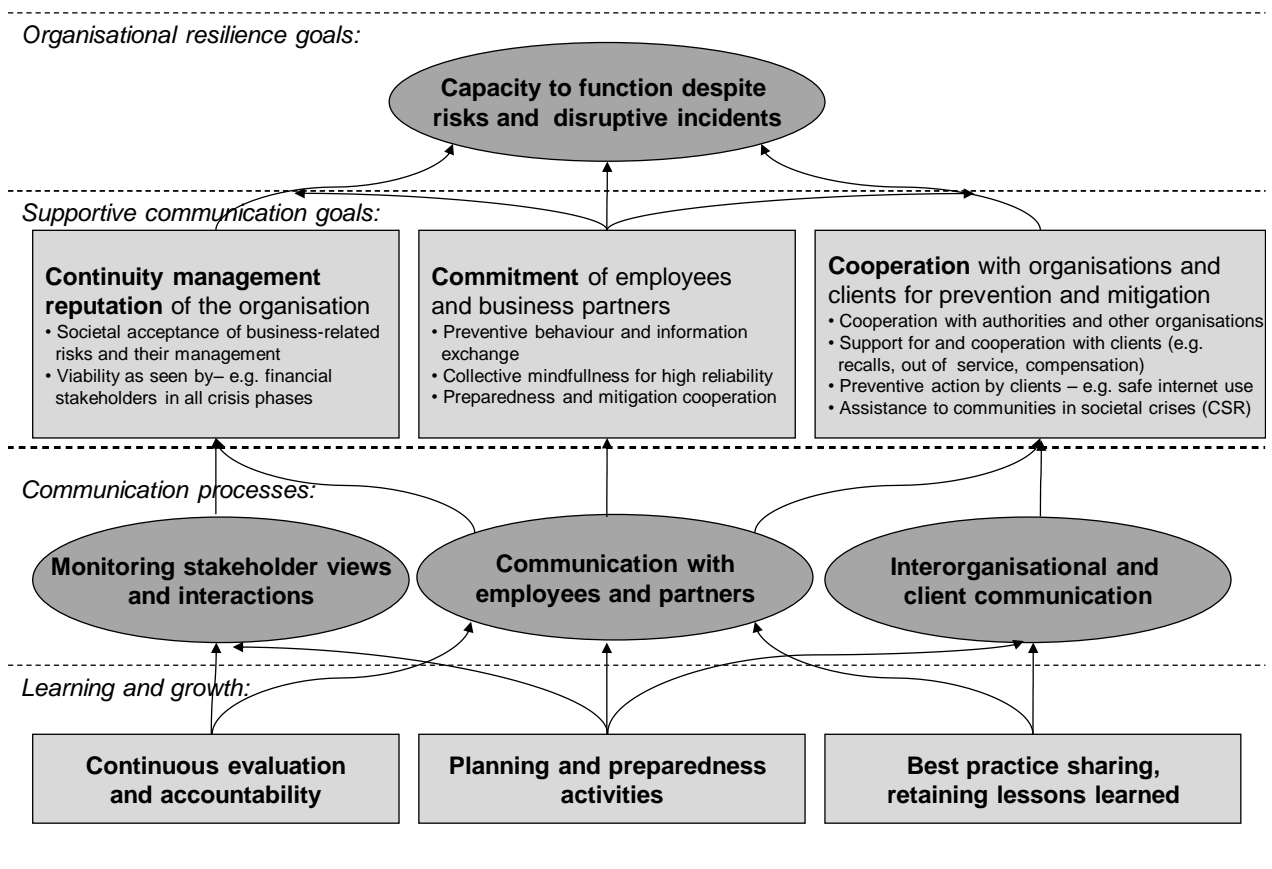 Organisational resilience goals:
Capacity to function despite
risks and disruptive incidents
Supportive communication goals:
Continuity management
reputation of the organisation
• Societal acceptance of business-related
risks and their management
• Viability as seen by– e.g. financial
stakeholders in all crisis phases
Commitment of employees
and business partners
• Preventive behaviour and information
exchange
• Collective mindfullness for high reliability
• Preparedness and mitigation cooperation
Cooperation with organisations and
clients for prevention and mitigation
• Cooperation with authorities and other organisations
• Support for and cooperation with clients (e.g.
recalls, out of service, compensation)
• Preventive action by clients – e.g. safe internet use
• Assistance to communities in societal crises (CSR)
Communication processes:
Monitoring stakeholder views
and interactions
Communication with
employees and partners
Interorganisational and
client communication
Learning and growth:
Continuous evaluation
and accountability
Planning and preparedness
activities
Best practice sharing,
retaining lessons learned